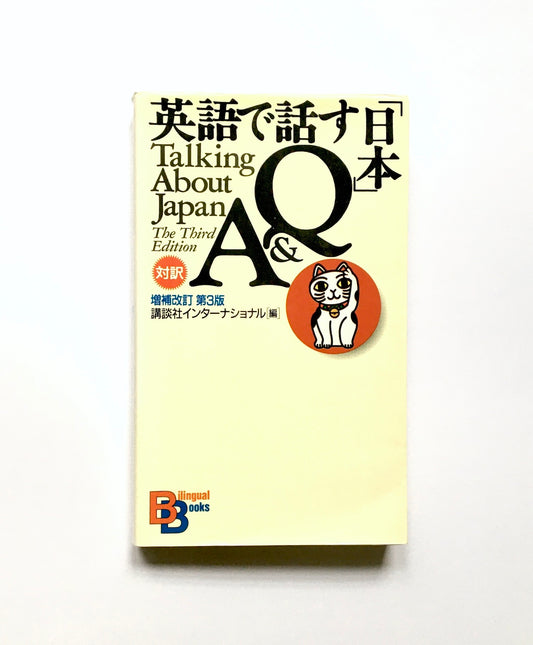 英語で話す「日本」
Q&A
Talking
About
Japan
The Third
Edition
対訳
増補改訂 第3版
講談社インターナショナル[編]
Bilingual
Books